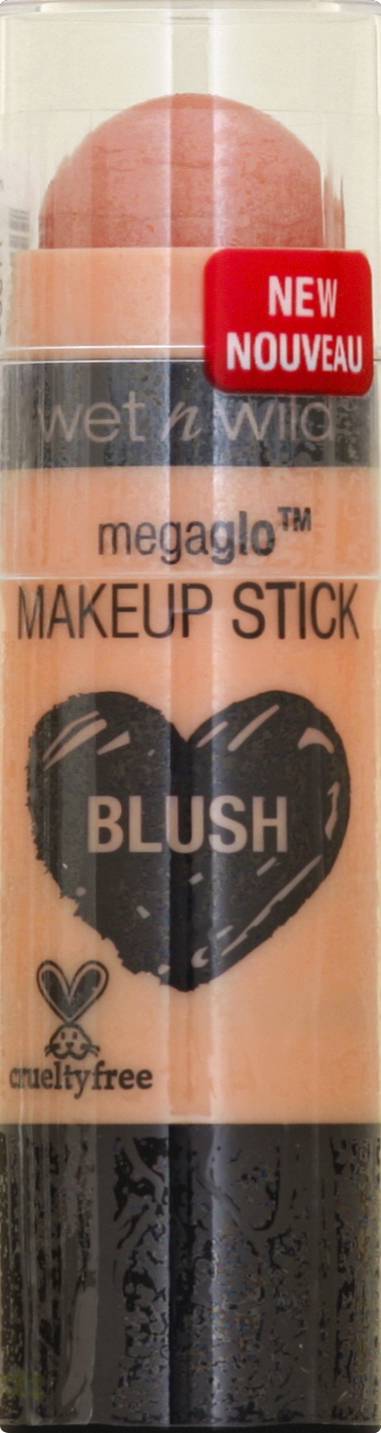 NEW
NOUVEAU
wet n wild
megaglo™
MAKEUP STICK
BLUSH
crueltyfree